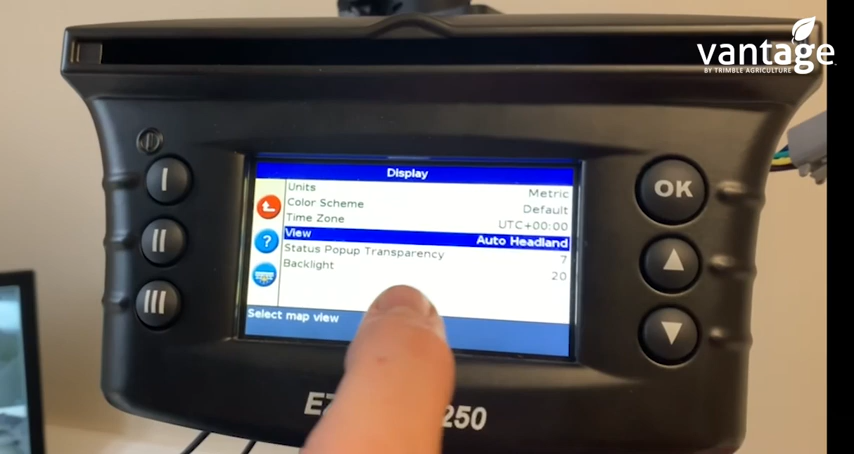 vantage
BY TRIMBLE AGRICULTURE
Display
Units Metric
Color Scheme Default
Time Zone UTC+00:00
View Auto Headland
Status Popup Transparency 7
Backlight 20
Select map view
I
II
III
?
OK
250